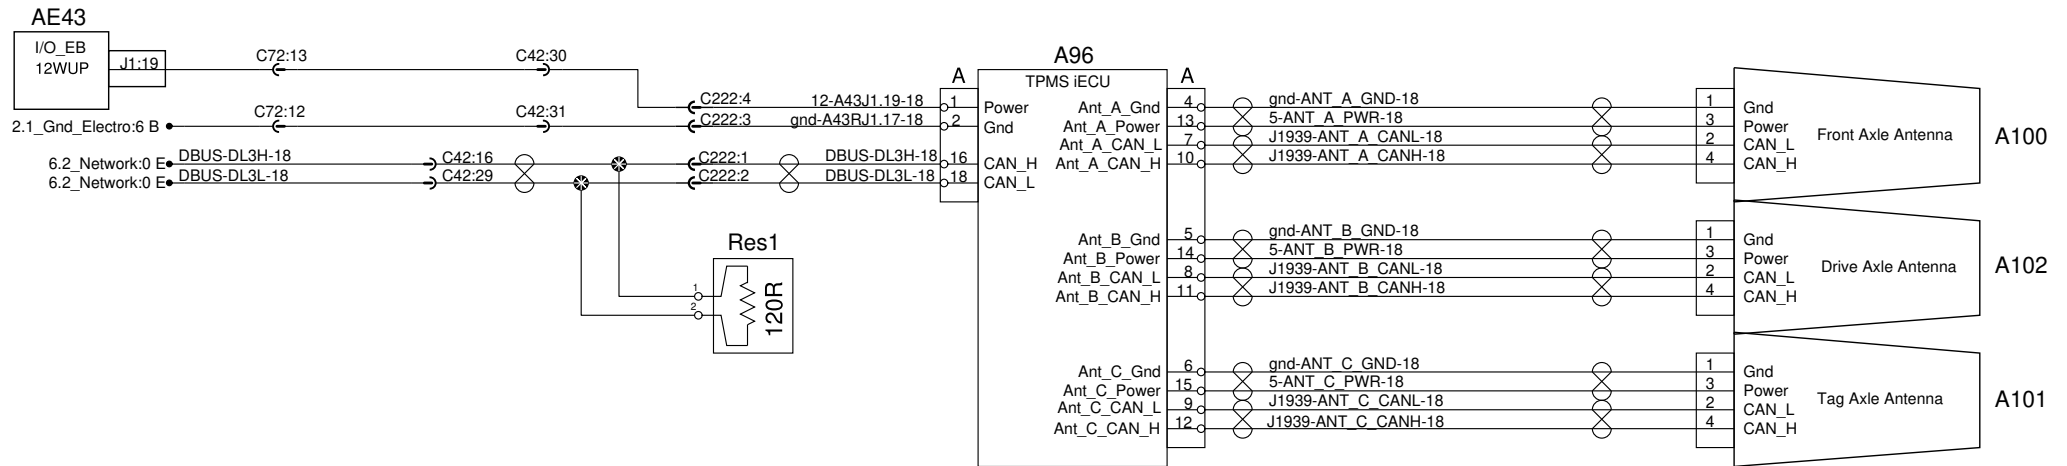 AE43
I/O_EB
12WUP
J1:19
C72:13
C42:30
2.1_Gnd_Electro:6 B
C72:12
C42:31
6.2_Network:0 E
DBUS-DL3H-18
C42:16
6.2_Network:0 E
DBUS-DL3L-18
C42:29
C222:4
12-A43J1.19-18
C222:3
gnd-A43RJ1.17-18
C222:1
DBUS-DL3H-18
C222:2
DBUS-DL3L-18
Res1
1
2
120R
A96
TPMS iECU
A
A
1 Power
2 Gnd
16 CAN_H
18 CAN_L
Ant_A_Gnd 4 gnd-ANT_A_GND-18
Ant_A_Power 13 5-ANT_A_PWR-18
Ant_A_CAN_L 7 J1939-ANT_A_CANL-18
Ant_A_CAN_H 10 J1939-ANT_A_CANH-18
1 Gnd
3 Power
2 CAN_L
4 CAN_H
Front Axle Antenna
A100
Ant_B_Gnd 5 gnd-ANT_B_GND-18
Ant_B_Power 14 5-ANT_B_PWR-18
Ant_B_CAN_L 8 J1939-ANT_B_CANL-18
Ant_B_CAN_H 11 J1939-ANT_B_CANH-18
1 Gnd
3 Power
2 CAN_L
4 CAN_H
Drive Axle Antenna
A102
Ant_C_Gnd 6 gnd-ANT_C_GND-18
Ant_C_Power 15 5-ANT_C_PWR-18
Ant_C_CAN_L 9 J1939-ANT_C_CANL-18
Ant_C_CAN_H 12 J1939-ANT_C_CANH-18
1 Gnd
3 Power
2 CAN_L
4 CAN_H
Tag Axle Antenna
A101